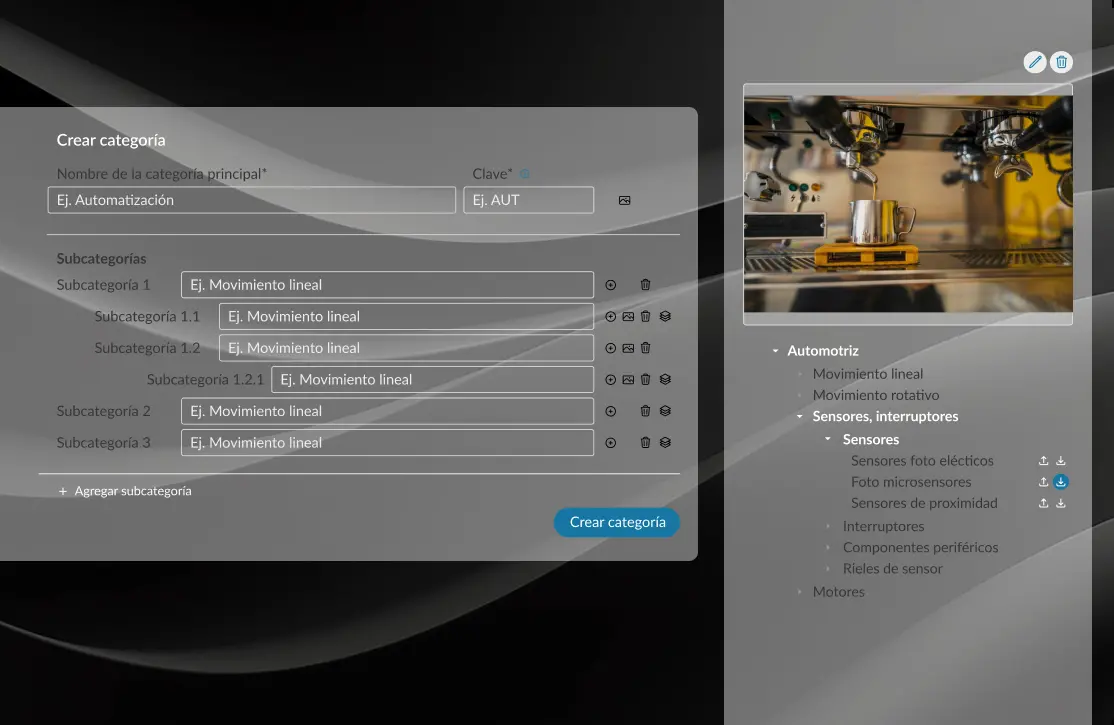 Crear categoría
Nombre de la categoría principal*
Clave*
Ej. Automatización
Ej. AUT
Subcategorías
Subcategoría 1
Ej. Movimiento lineal
Subcategoría 1.1
Ej. Movimiento lineal
Subcategoría 1.2
Ej. Movimiento lineal
Subcategoría 1.2.1
Ej. Movimiento lineal
Subcategoría 2
Ej. Movimiento lineal
Subcategoría 3
Ej. Movimiento lineal
+ Agregar subcategoría
Crear categoría
Automotriz
Movimiento lineal
Movimiento rotativo
Sensores, interruptores
Sensores
Sensores foto elécticos
Foto microsensores
Sensores de proximidad
Interruptores
Componentes periféricos
Rieles de sensor
Motores